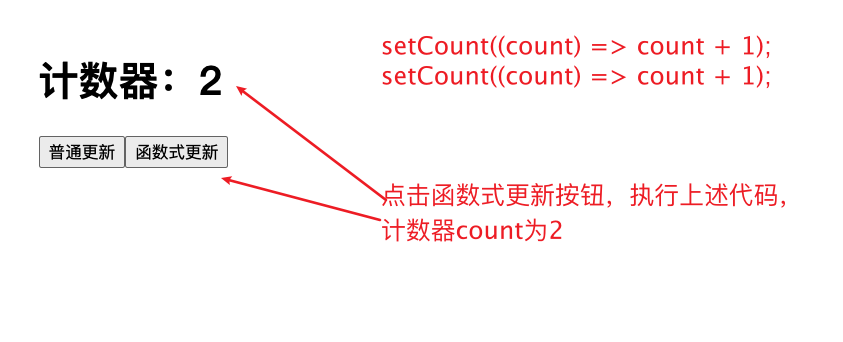 setCount((count) => count + 1);
setCount((count) => count + 1);
计数器：2
普通更新 函数式更新
点击函数式更新按钮，执行上述代码，
计数器count为2